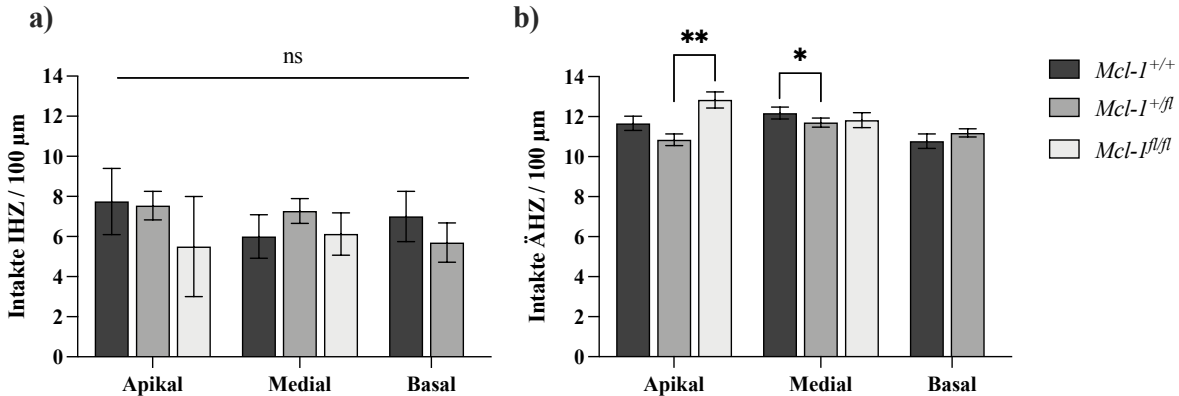 a)
ns
Intakte IHZ / 100 µm
14
12
10
8
6
4
2
0
Apikal Medial Basal
b)
**
*
Intakte ÄHZ / 100 µm
14
12
10
8
6
4
2
0
Apikal Medial Basal
Mcl-1+/+
Mcl-1+/fl
Mcl-1fl/fl